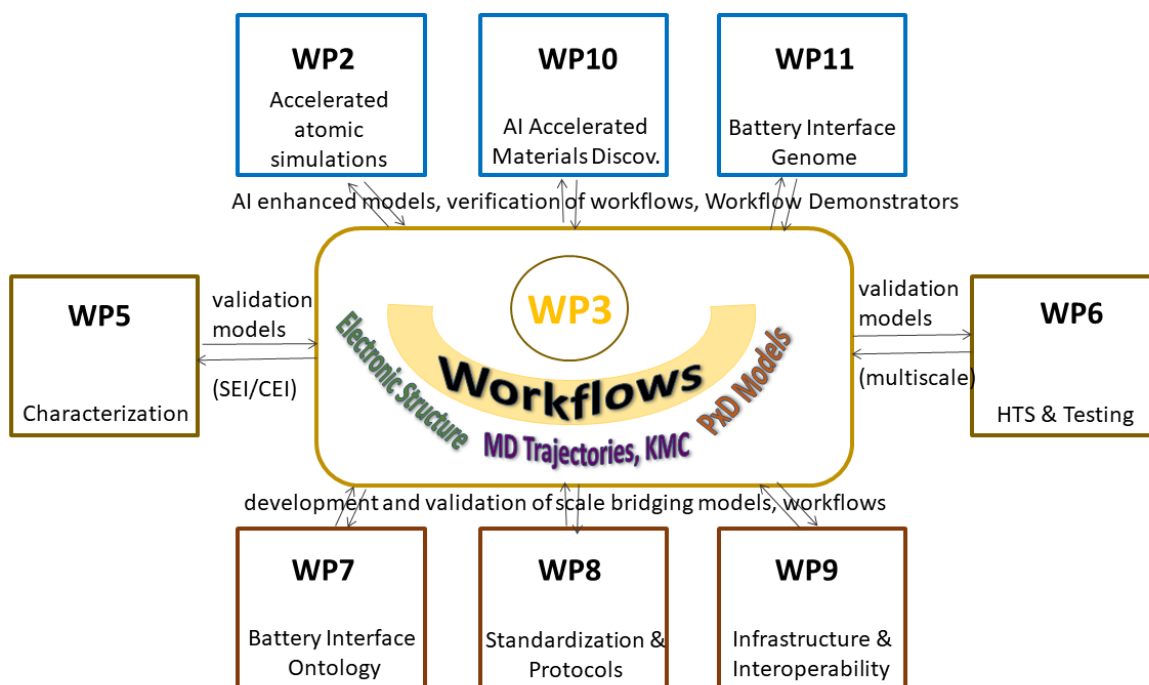 WP2
Accelerated
atomic
simulations
WP10
AI Accelerated
Materials Discov.
WP11
Battery Interface
Genome
AI enhanced models, verification of workflows, Workflow Demonstrators
WP5
Characterization
validation
models
(SEI/CEI)
WP3
Workflows
Electronic Structure
MD Trajectories, KMC
PxD Models
validation
models
(multiscale)
WP6
HTS & Testing
development and validation of scale bridging models, workflows
WP7
Battery Interface
Ontology
WP8
Standardization &
Protocols
WP9
Infrastructure &
Interoperability